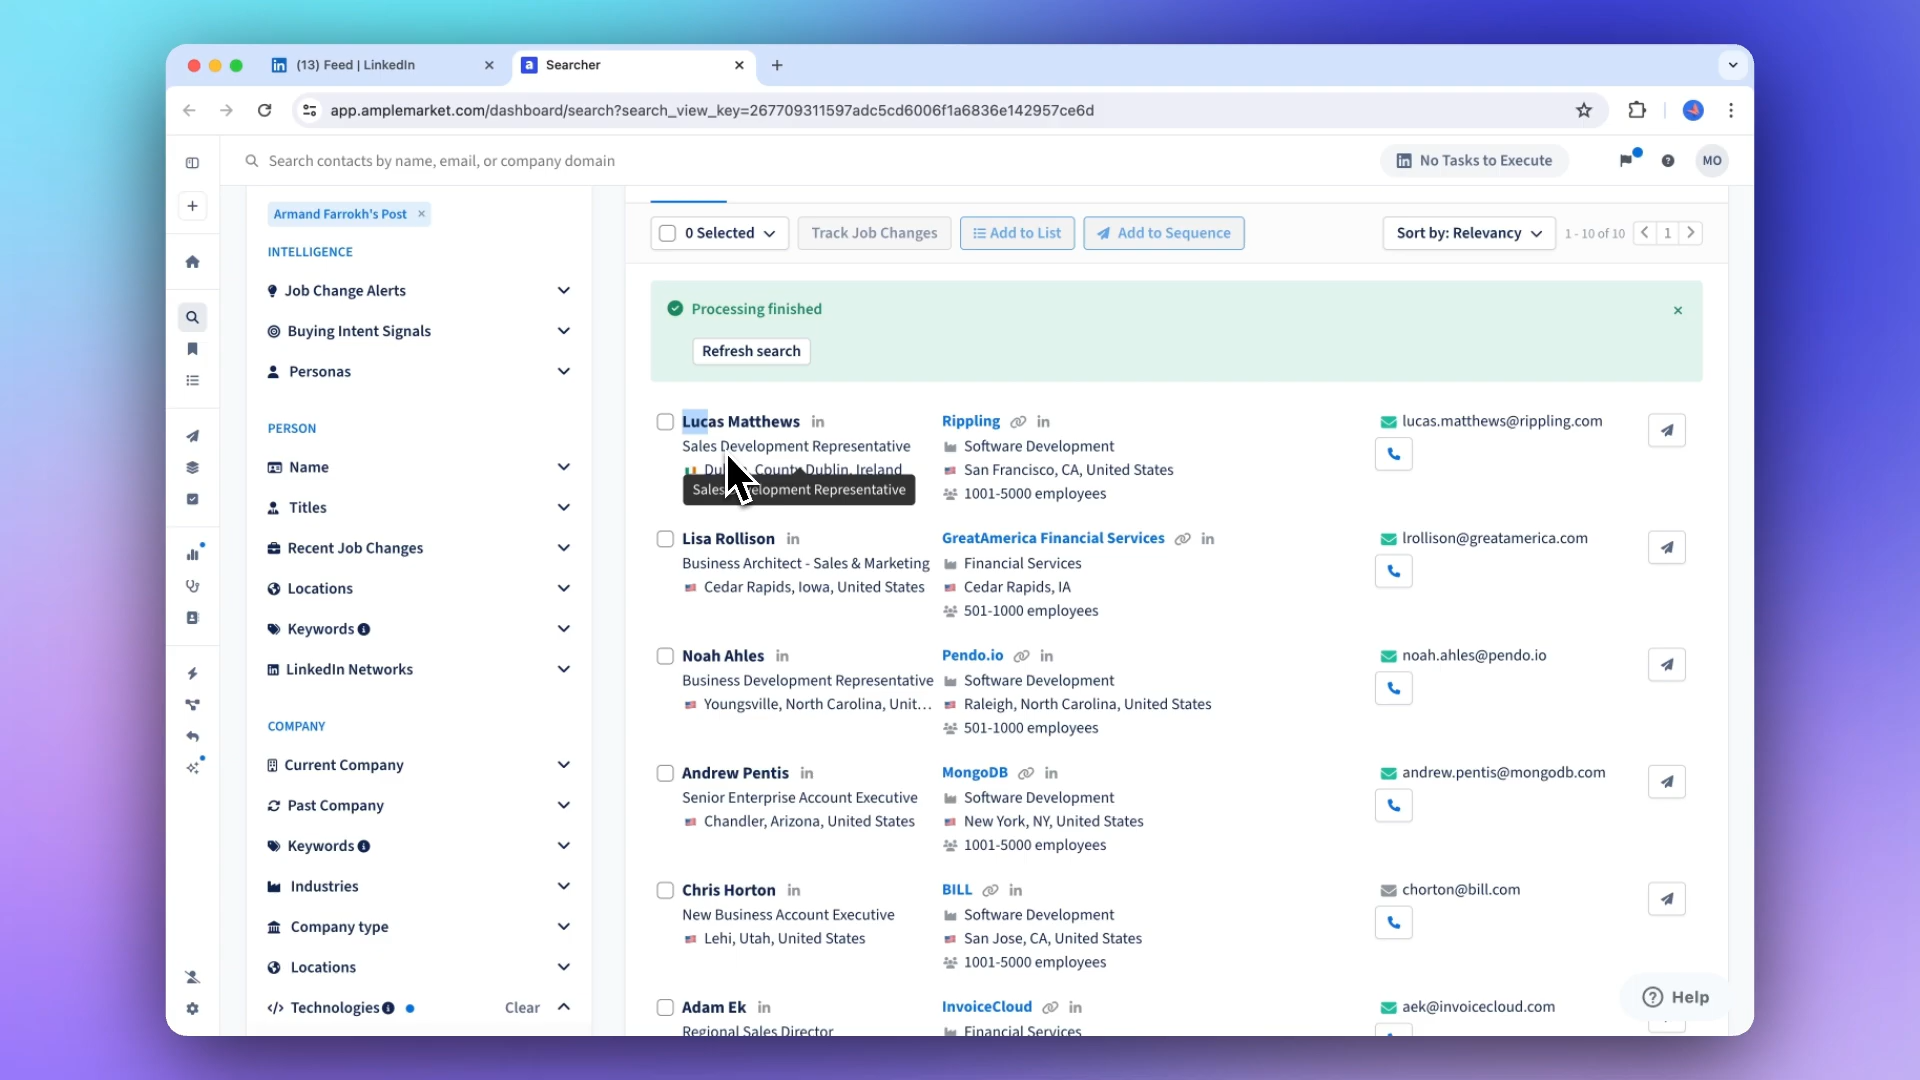 (13) Feed | LinkedIn
Searcher
app.amplemarket.com/dashboard/search?search_view_key=267709311597adc5cd6006f1a6836e142957ce6d
Search contacts by name, email, or company domain
No Tasks to Execute
MO
Armand Farrokh's Post ×
INTELLIGENCE
Job Change Alerts
Buying Intent Signals
Personas
PERSON
Name
Titles
Recent Job Changes
Locations
Keywords
LinkedIn Networks
COMPANY
Current Company
Past Company
Keywords
Industries
Company type
Locations
Technologies
Clear
0 Selected
Track Job Changes
Add to List
Add to Sequence
Sort by: Relevancy
1 - 10 of 10
1
Processing finished
Refresh search
Lucas Matthews
Sales Development Representative
County Dublin, Ireland
Sales Development Representative
Rippling
Software Development
San Francisco, CA, United States
1001-5000 employees
lucas.matthews@rippling.com
Lisa Rollison
Business Architect - Sales & Marketing
Cedar Rapids, Iowa, United States
GreatAmerica Financial Services
Financial Services
Cedar Rapids, IA
501-1000 employees
lrollison@greatamerica.com
Noah Ahles
Business Development Representative
Youngsville, North Carolina, Unit...
Pendo.io
Software Development
Raleigh, North Carolina, United States
501-1000 employees
noah.ahles@pendo.io
Andrew Pentis
Senior Enterprise Account Executive
Chandler, Arizona, United States
MongoDB
Software Development
New York, NY, United States
1001-5000 employees
andrew.pentis@mongodb.com
Chris Horton
New Business Account Executive
Lehi, Utah, United States
BILL
Software Development
San Jose, CA, United States
1001-5000 employees
chorton@bill.com
Adam Ek
Regional Sales Director
InvoiceCloud
Financial Services
aek@invoicecloud.com
Help